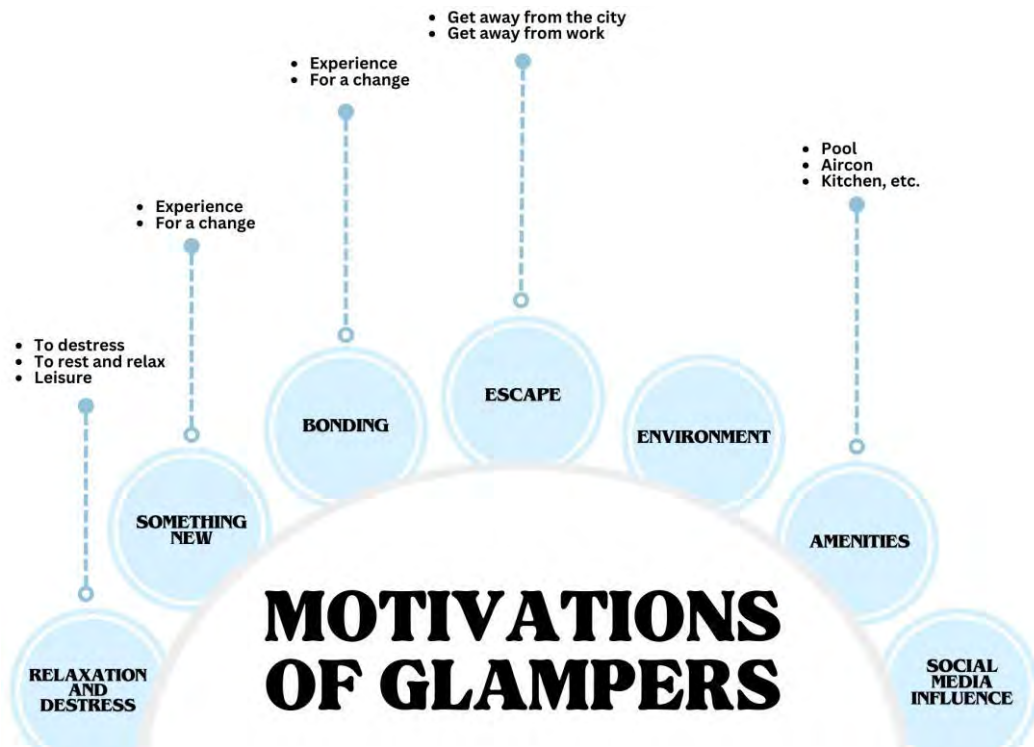 • Get away from the city
• Get away from work
• Experience
• For a change
• Pool
• Aircon
• Kitchen, etc.
• Experience
• For a change
• To destress
• To rest and relax
• Leisure
ESCAPE
BONDING
ENVIRONMENT
SOMETHING
NEW
AMENITIES
MOTIVATIONS
OF GLAMPERS
RELAXATION
AND
DESTRESS
SOCIAL
MEDIA
INFLUENCE